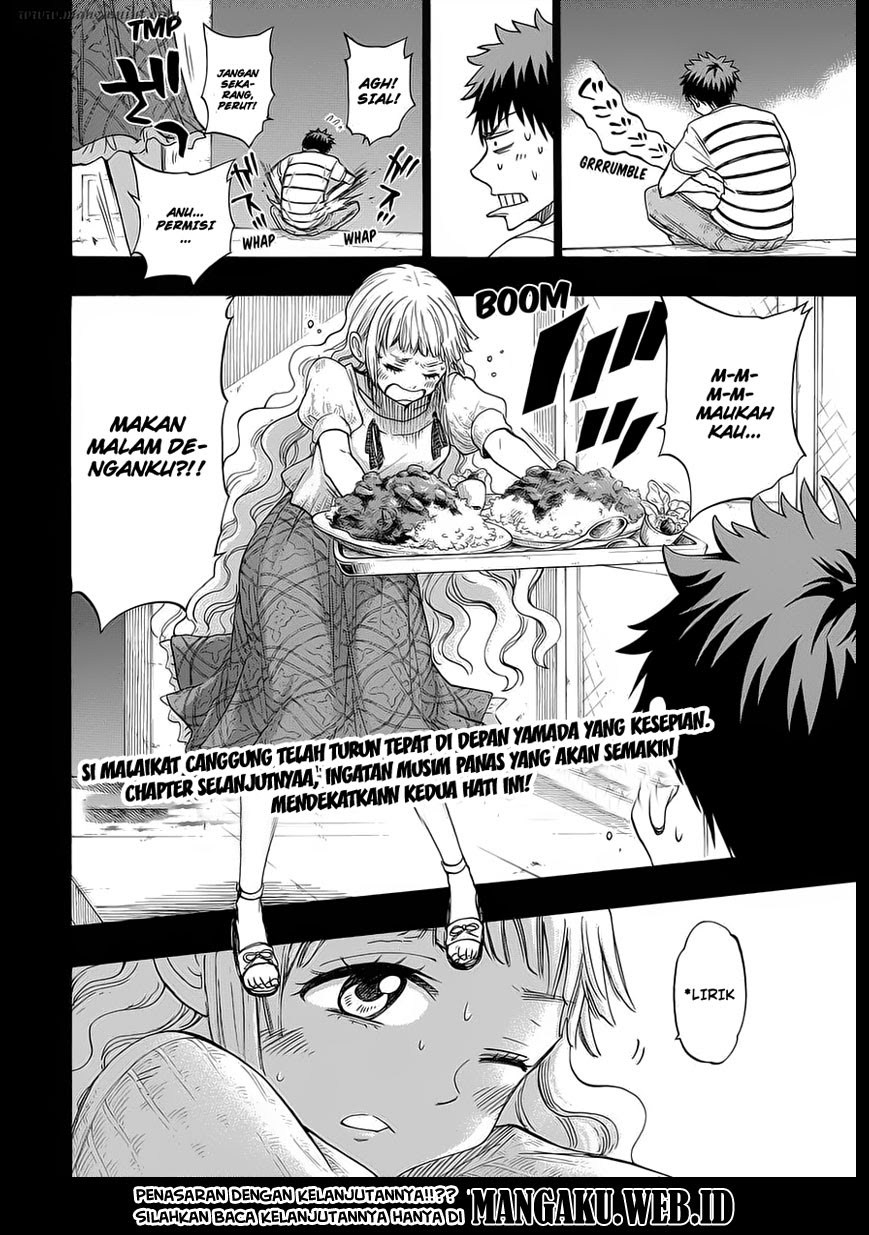 GRRRUMBLE
AGH!
SIAL!
JANGAN
SEKA-
RANG,
PERUT!
WHAP
WHAP
TMP
ANU...
PERMISI
...
BOOM
M-M-
M-M-
MAUKAH
KAU...
MAKAN
MALAM DE-
NGANKU?!!
SI MALAIKAT CANGGUNG TELAH TURUN TEPAT DI DEPAN YAMADA YANG KESEPIAN.
CHAPTER SELANJUTNYAA, INGATAN MUSIM PANAS YANG AKAN SEMAKIN
MENDEKATKANN KEDUA HATI INI!
*LIRIK
PENASARAN DENGAN KELANJUTANNYA!!??
SILAHKAN BACA KELANJUTANNYA HANYA DI MANGAKU.WEB.ID